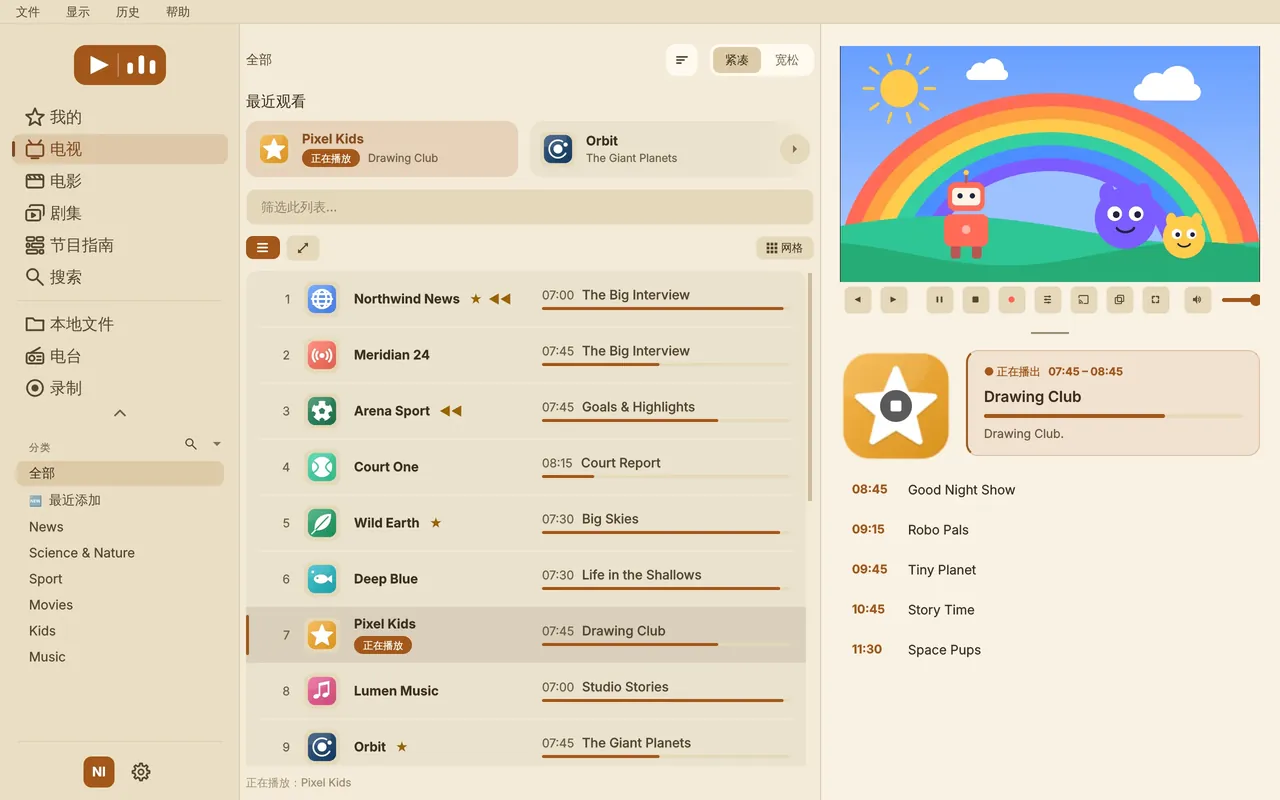 文件 显示 历史 帮助
我的
电视
电影
剧集
节目指南
搜索
本地文件
电台
录制
分类
全部
最近添加
News
Science & Nature
Sport
Movies
Kids
Music
NI
全部
紧凑 宽松
最近观看
Pixel Kids
正在播放 Drawing Club
Orbit
The Giant Planets
筛选此列表...
网格
1 Northwind News 07:00 The Big Interview
2 Meridian 24 07:45 The Big Interview
3 Arena Sport 07:45 Goals & Highlights
4 Court One 08:15 Court Report
5 Wild Earth 07:30 Big Skies
6 Deep Blue 07:30 Life in the Shallows
7 Pixel Kids 07:45 Drawing Club
正在播放
8 Lumen Music 07:00 Studio Stories
9 Orbit 07:45 The Giant Planets
正在播放：Pixel Kids
正在播出 07:45 – 08:45
Drawing Club
Drawing Club.
08:45 Good Night Show
09:15 Robo Pals
09:45 Tiny Planet
10:45 Story Time
11:30 Space Pups